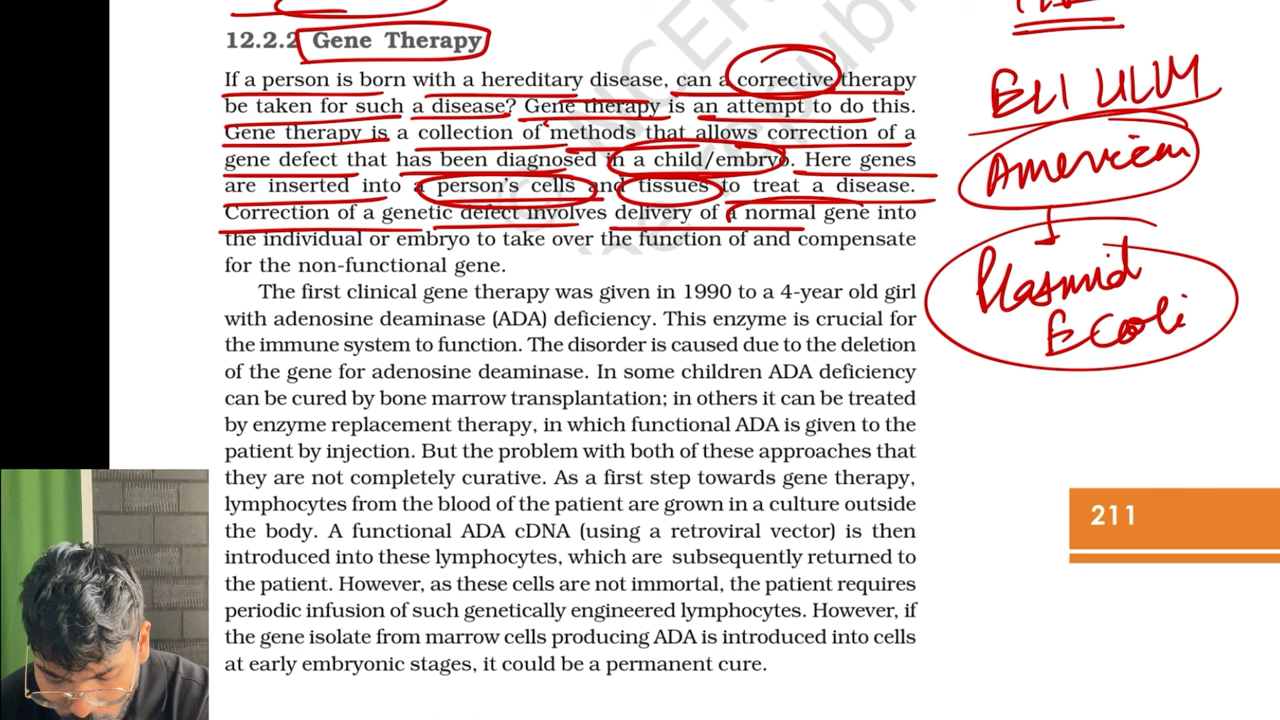 12.2.2 Gene Therapy
If a person is born with a hereditary disease, can a corrective therapy
be taken for such a disease? Gene therapy is an attempt to do this.
Gene therapy is a collection of methods that allows correction of a
gene defect that has been diagnosed in a child/embryo. Here genes
are inserted into a person's cells and tissues to treat a disease.
Correction of a genetic defect involves delivery of a normal gene into
the individual or embryo to take over the function of and compensate
for the non-functional gene.
The first clinical gene therapy was given in 1990 to a 4-year old girl
with adenosine deaminase (ADA) deficiency. This enzyme is crucial for
the immune system to function. The disorder is caused due to the deletion
of the gene for adenosine deaminase. In some children ADA deficiency
can be cured by bone marrow transplantation; in others it can be treated
by enzyme replacement therapy, in which functional ADA is given to the
patient by injection. But the problem with both of these approaches that
they are not completely curative. As a first step towards gene therapy,
lymphocytes from the blood of the patient are grown in a culture outside
the body. A functional ADA cDNA (using a retroviral vector) is then
introduced into these lymphocytes, which are subsequently returned to
the patient. However, as these cells are not immortal, the patient requires
periodic infusion of such genetically engineered lymphocytes. However, if
the gene isolate from marrow cells producing ADA is introduced into cells
at early embryonic stages, it could be a permanent cure.
American
Plasmid
E Coli
211